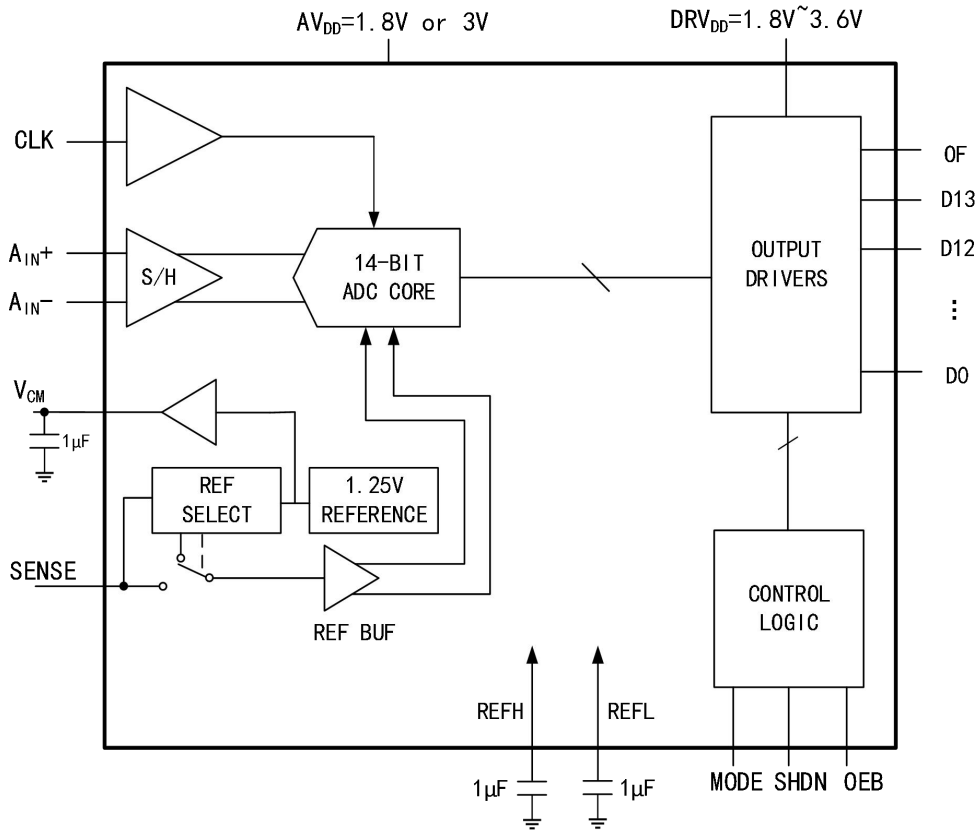 AVDD=1.8V or 3V
DRVDD=1.8V~3.6V
CLK
OF
D13
AIN+
S/H
14-BIT
ADC CORE
OUTPUT
DRIVERS
D12
AIN-
⋮
VCM
D0
1μF
REF
SELECT
1.25V
REFERENCE
SENSE
CONTROL
LOGIC
REF BUF
REFH
REFL
1μF
1μF
MODE
SHDN
OEB